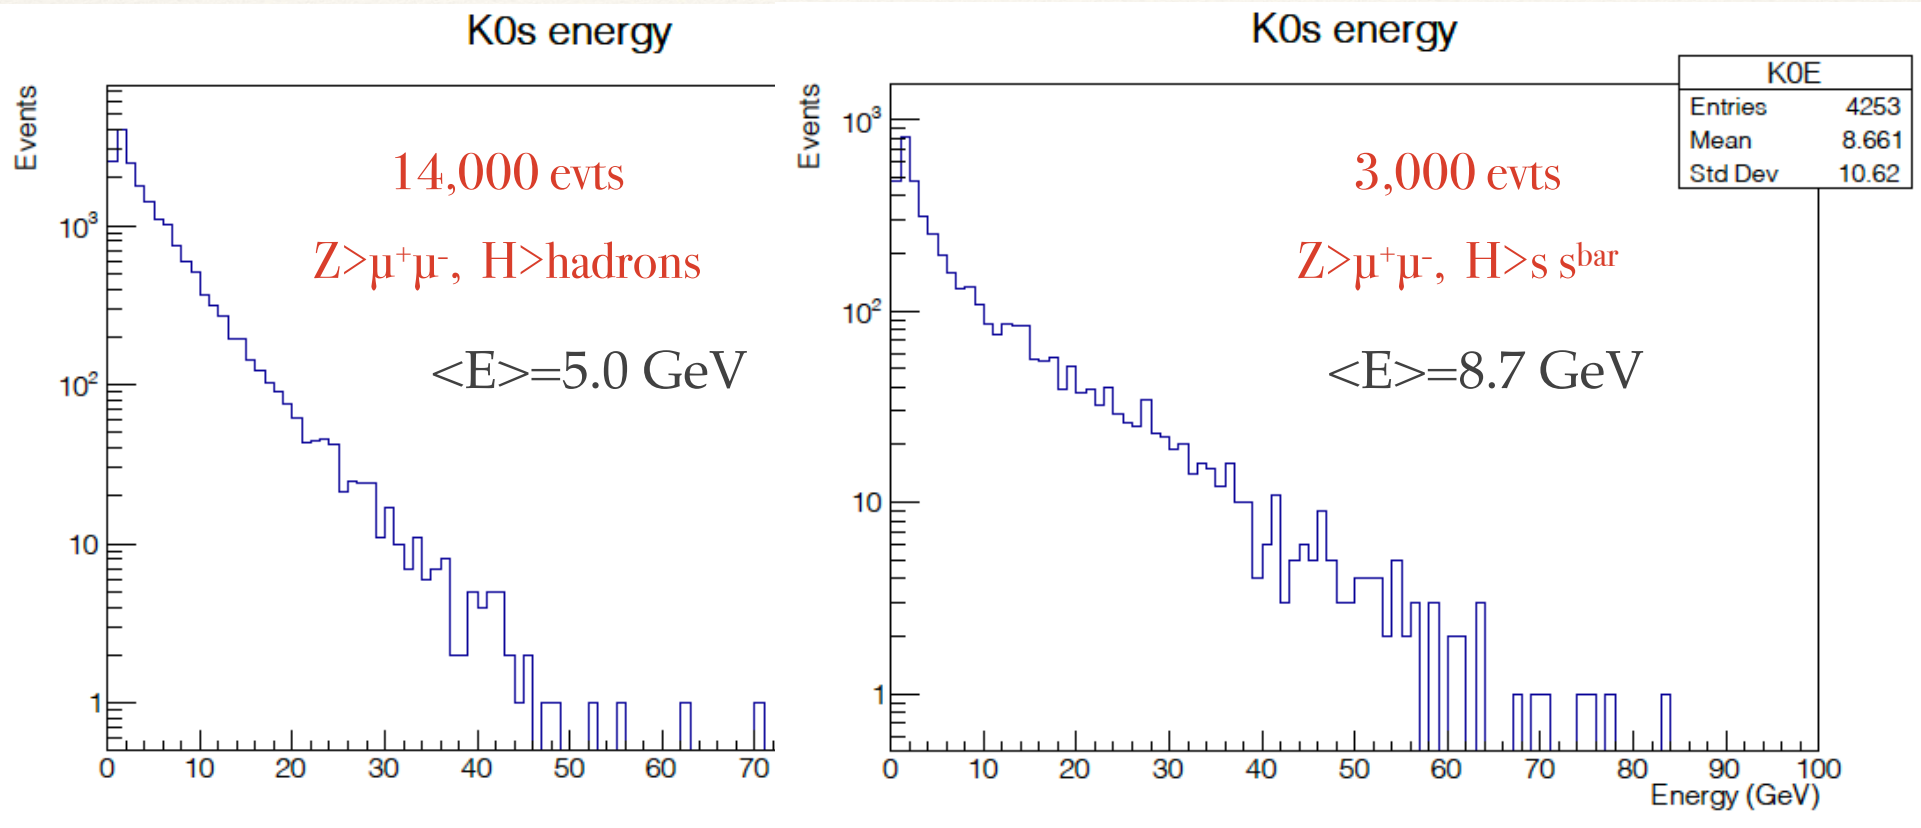 K0s energy
Events
10³
10²
10
1
14,000 evts
Z>μ⁺μ⁻, H>hadrons
<E>=5.0 GeV
0 10 20 30 40 50 60 70
K0s energy
Events
10³
10²
10
1
K0E
Entries 4253
Mean 8.661
Std Dev 10.62
3,000 evts
Z>μ⁺μ⁻, H>s sᵇᵃʳ
<E>=8.7 GeV
0 10 20 30 40 50 60 70 80 90 100
Energy (GeV)